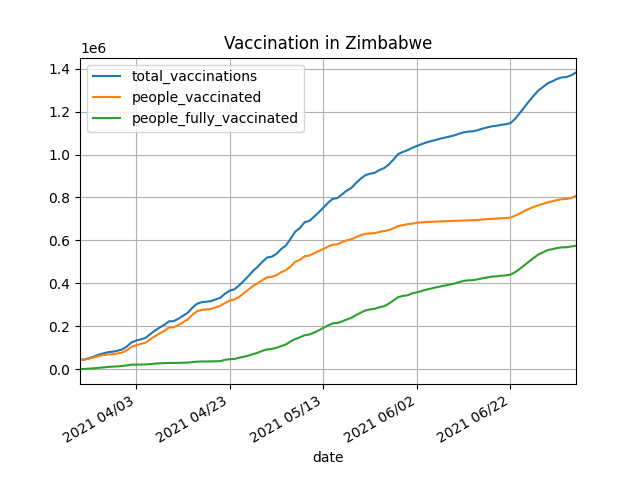 Vaccination in Zimbabwe
1e6
total_vaccinations
people_vaccinated
people_fully_vaccinated
1.4
1.2
1.0
0.8
0.6
0.4
0.2
0.0
2021 04/03
2021 04/23
2021 05/13
2021 06/02
2021 06/22
date